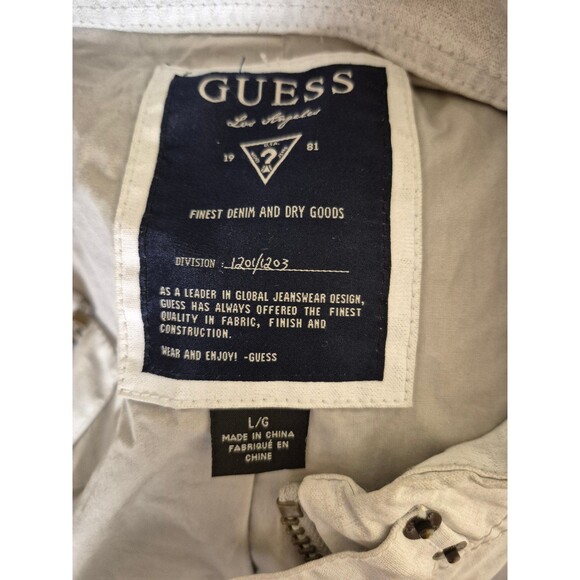 GUESS
Los Angeles
19 81
?
FINEST DENIM AND DRY GOODS
DIVISION : 1201/1203
AS A LEADER IN GLOBAL JEANSWEAR DESIGN,
GUESS HAS ALWAYS OFFERED THE FINEST
QUALITY IN FABRIC, FINISH AND
CONSTRUCTION.
WEAR AND ENJOY! -GUESS
L/G
MADE IN CHINA
FABRIQUÉ EN
CHINE